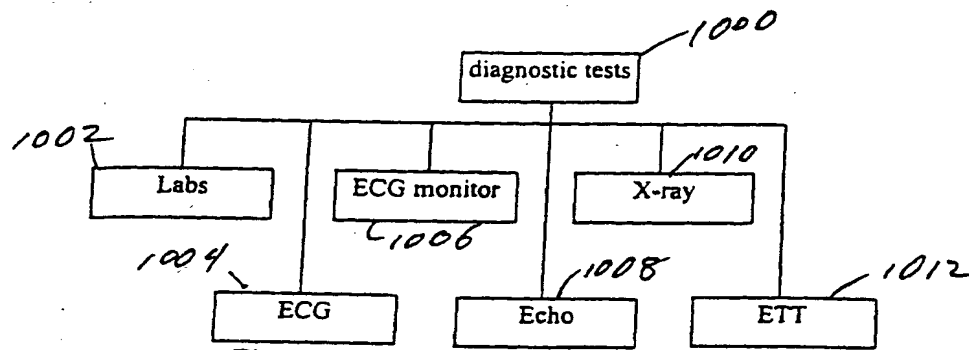 1000
diagnostic tests
1002
Labs
ECG monitor
1010
X-ray
1006
1004
ECG
1008
Echo
1012
ETT